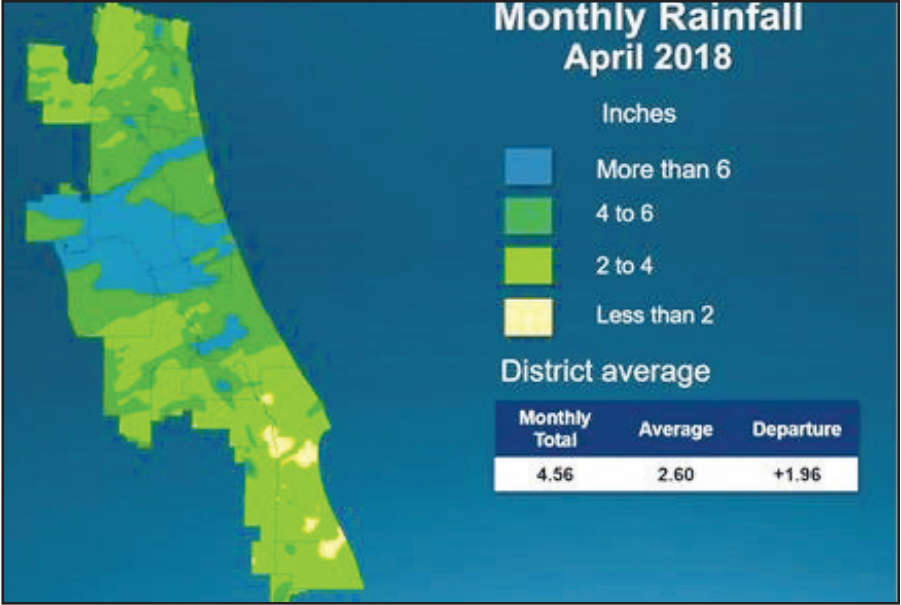 Monthly Rainfall
April 2018
Inches
More than 6
4 to 6
2 to 4
Less than 2
District average
Monthly Total Average Departure
4.56 2.60 +1.96